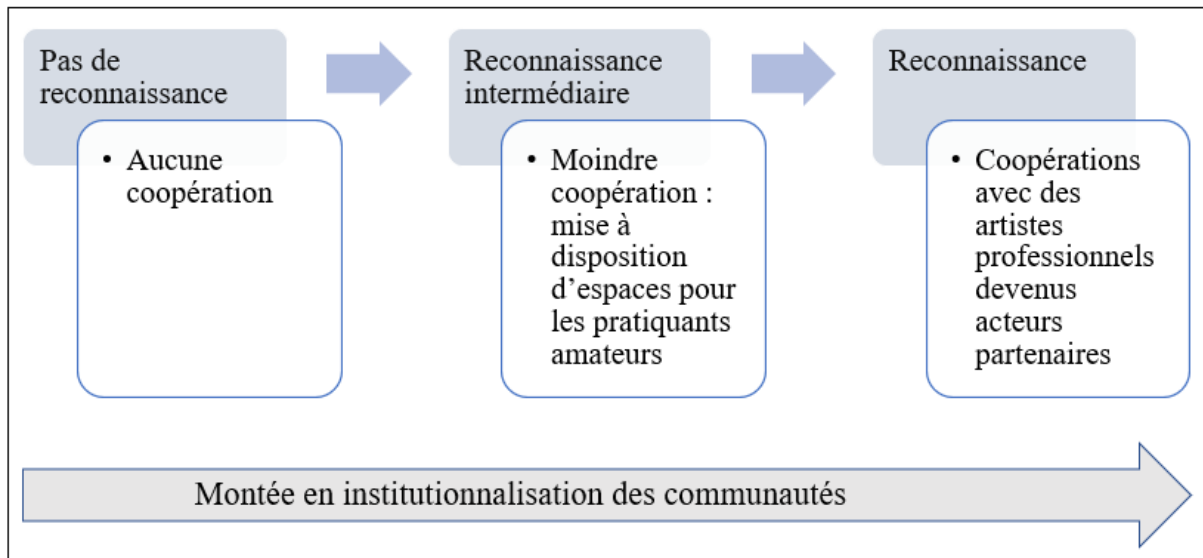 Pas de
reconnaissance
• Aucune
coopération
Reconnaissance
intermédiaire
• Moindre
coopération :
mise à
disposition
d’espaces pour
les pratiquants
amateurs
Reconnaissance
• Coopérations
avec des
artistes
professionnels
devenus
acteurs
partenaires
Montée en institutionnalisation des communautés